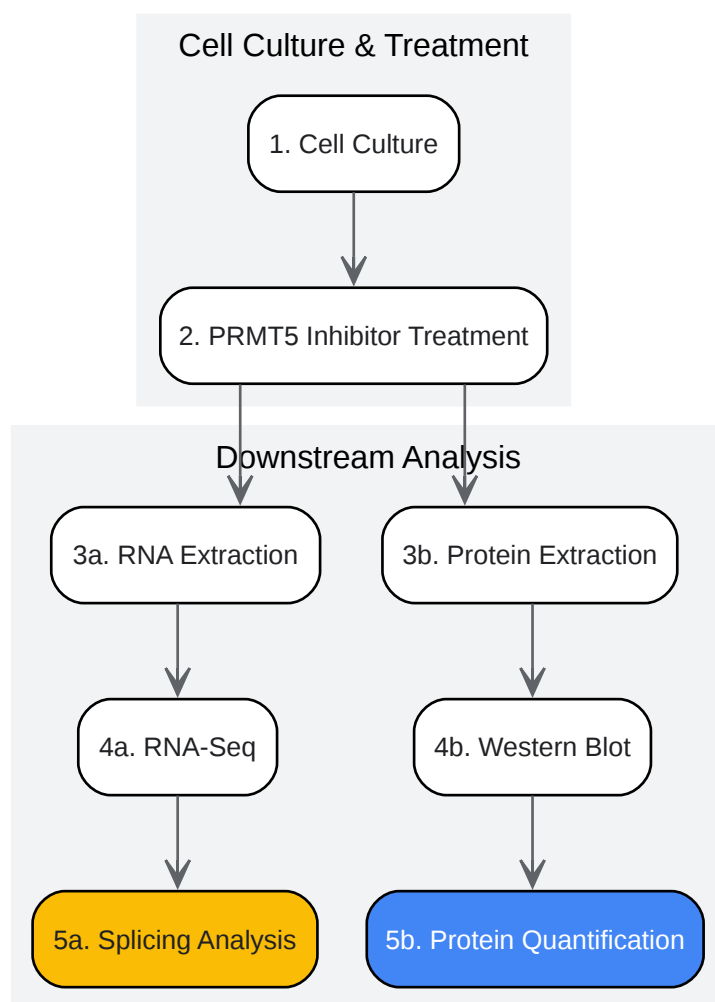 Cell Culture & Treatment
1. Cell Culture
2. PRMT5 Inhibitor Treatment
Downstream Analysis
3a. RNA Extraction
3b. Protein Extraction
4a. RNA-Seq
4b. Western Blot
5a. Splicing Analysis
5b. Protein Quantification